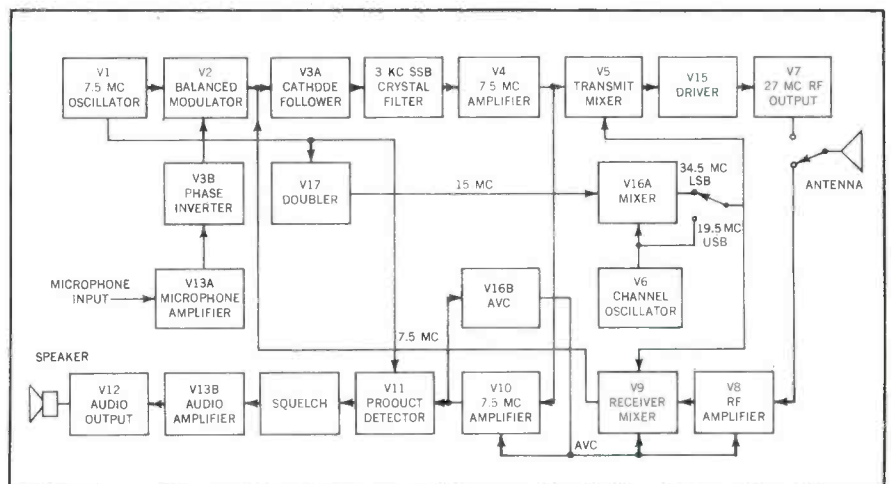 V1
7.5 MC
OSCILLATOR
V2
BALANCED
MODULATOR
V3A
CATHODE
FOLLOWER
3 KC SSB
CRYSTAL
FILTER
V4
7.5 MC
AMPLIFIER
V5
TRANSMIT
MIXER
V15
DRIVER
V7
27 MC RF
OUTPUT
V3B
PHASE
INVERTER
V17
DOUBLER
15 MC
V16A
MIXER
34.5 MC
LSB
19.5 MC
USB
ANTENNA
MICROPHONE
INPUT
V13A
MICROPHONE
AMPLIFIER
V16B
AVC
V6
CHANNEL
OSCILLATOR
7.5 MC
SPEAKER
V12
AUDIO
OUTPUT
V13B
AUDIO
AMPLIFIER
SQUELCH
V11
PRODUCT
DETECTOR
V10
7.5 MC
AMPLIFIER
V9
RECEIVER
MIXER
V8
RF
AMPLIFIER
AVC